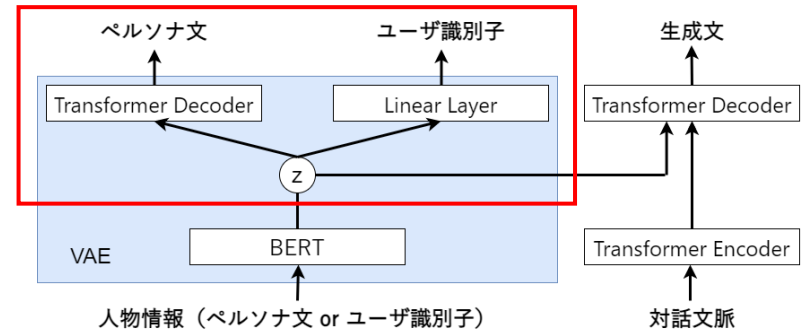 ペルソナ文
ユーザ識別子
生成文
Transformer Decoder
Linear Layer
Transformer Decoder
z
VAE
BERT
Transformer Encoder
人物情報（ペルソナ文 or ユーザ識別子）
対話文脈